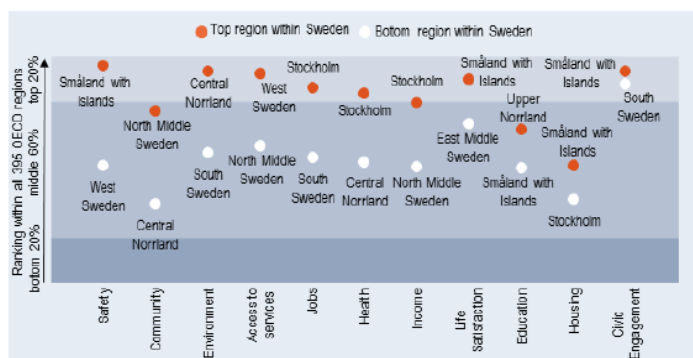 Top region within Sweden
Bottom region within Sweden
Ranking within all 395 OECD regions
bottom 20%
middle 60%
top 20%
Småland with
Islands
West
Sweden
North Middle
Sweden
Central
Norrland
Central
Norrland
South
Sweden
West
Sweden
North Middle
Sweden
Stockholm
South
Sweden
Stockholm
Central
Norrland
Stockholm
North Middle
Sweden
Småland with
Islands
East Middle
Sweden
Upper
Norrland
Småland with
Islands
Småland with
Islands
Stockholm
Småland with
Islands
South
Sweden
Safety
Community
Environment
Access to
services
Jobs
Health
Income
Life
Satisfaction
Education
Housing
Civic
Engagement